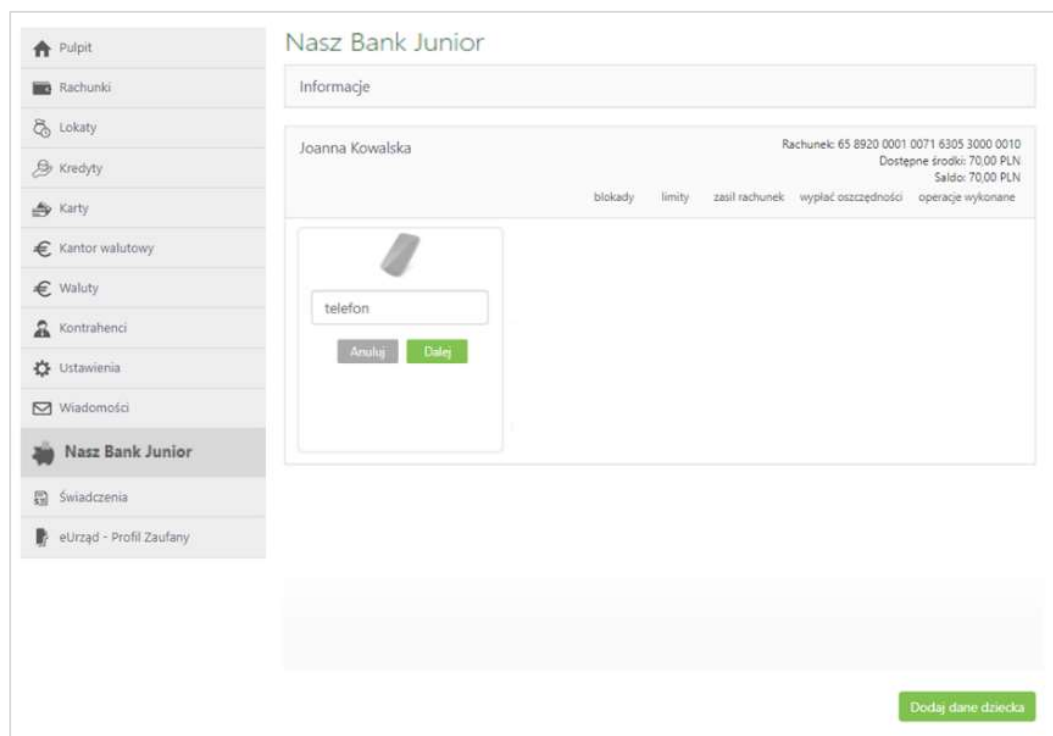 Pulpit
Rachunki
Lokaty
Kredyty
Karty
Kantor walutowy
Waluty
Kontrahenci
Ustawienia
Wiadomości
Nasz Bank Junior
Świadczenia
eUrząd - Profil Zaufany
Nasz Bank Junior
Informacje
Joanna Kowalska
Rachunek: 65 8920 0001 0071 6305 3000 0010
Dostępne środki: 70,00 PLN
Saldo: 70,00 PLN
blokady limity zasil rachunek wypłać oszczędności operacje wykonane
telefon
Anuluj Dalej
Dodaj dane dziecka